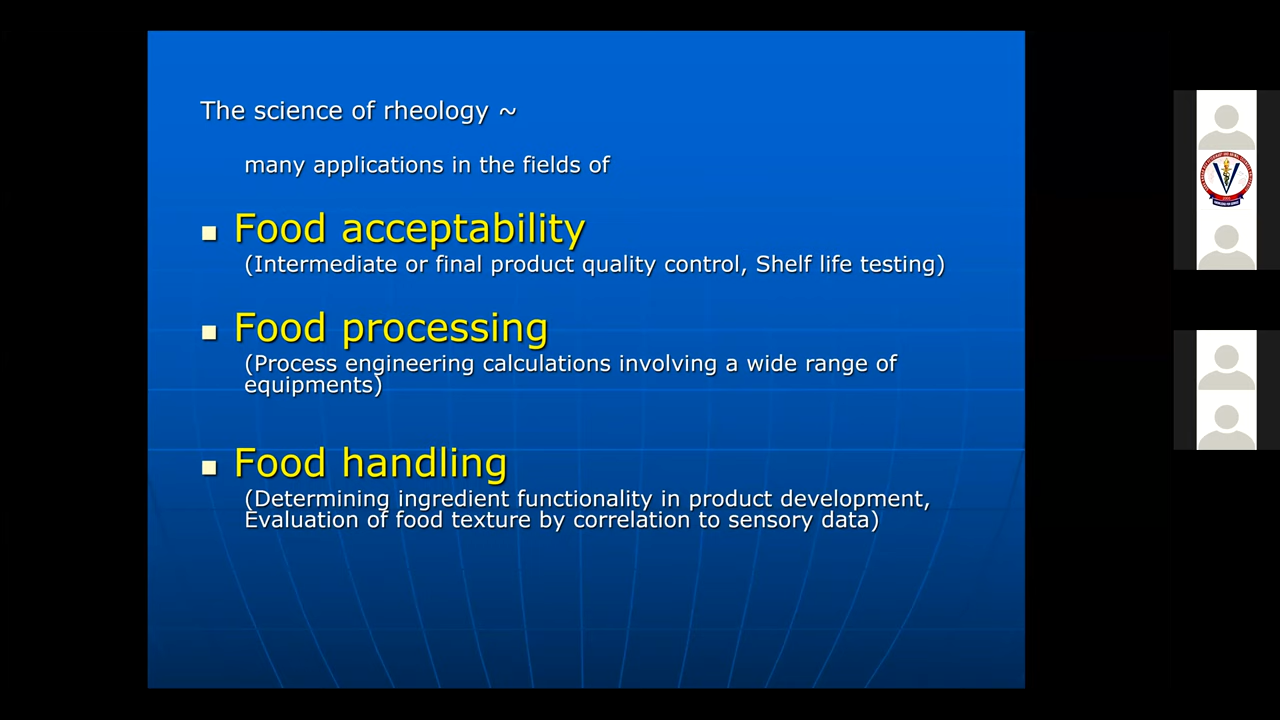 The science of rheology ~
many applications in the fields of
Food acceptability
(Intermediate or final product quality control, Shelf life testing)
Food processing
(Process engineering calculations involving a wide range of
equipments)
Food handling
(Determining ingredient functionality in product development,
Evaluation of food texture by correlation to sensory data)